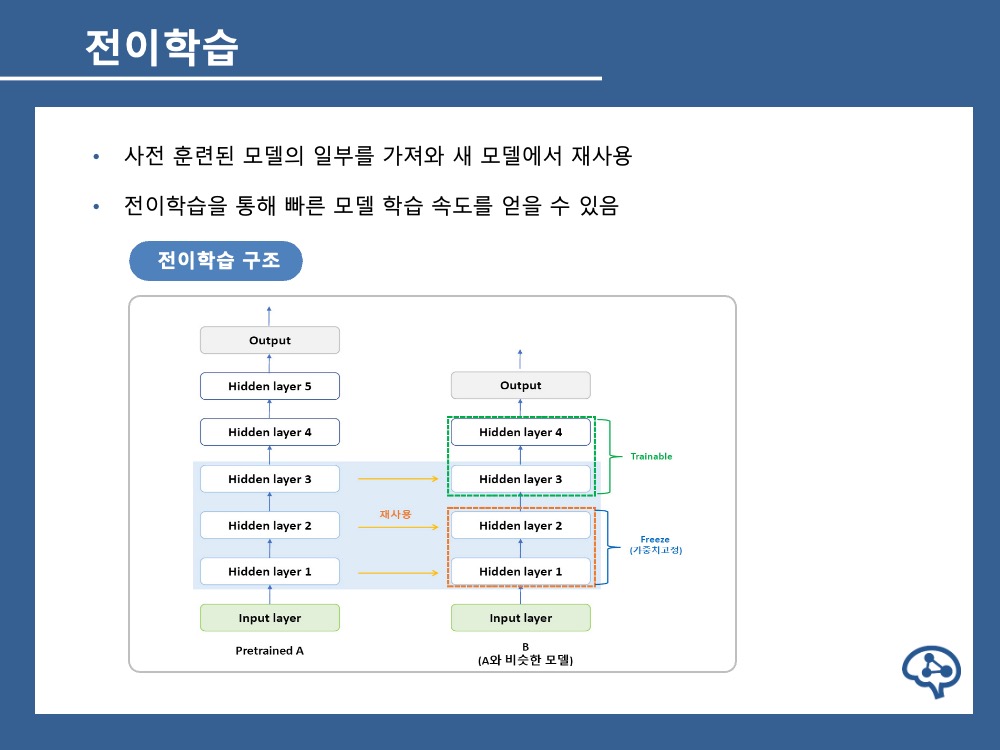 전이학습
• 사전 훈련된 모델의 일부를 가져와 새 모델에서 재사용
• 전이학습을 통해 빠른 모델 학습 속도를 얻을 수 있음
전이학습 구조
Output
Hidden layer 5
Hidden layer 4
Hidden layer 3
Hidden layer 2
Hidden layer 1
Input layer
Pretrained A
재사용
Output
Hidden layer 4
Hidden layer 3
Hidden layer 2
Hidden layer 1
Input layer
B
(A와 비슷한 모델)
Trainable
Freeze
(가중치고정)